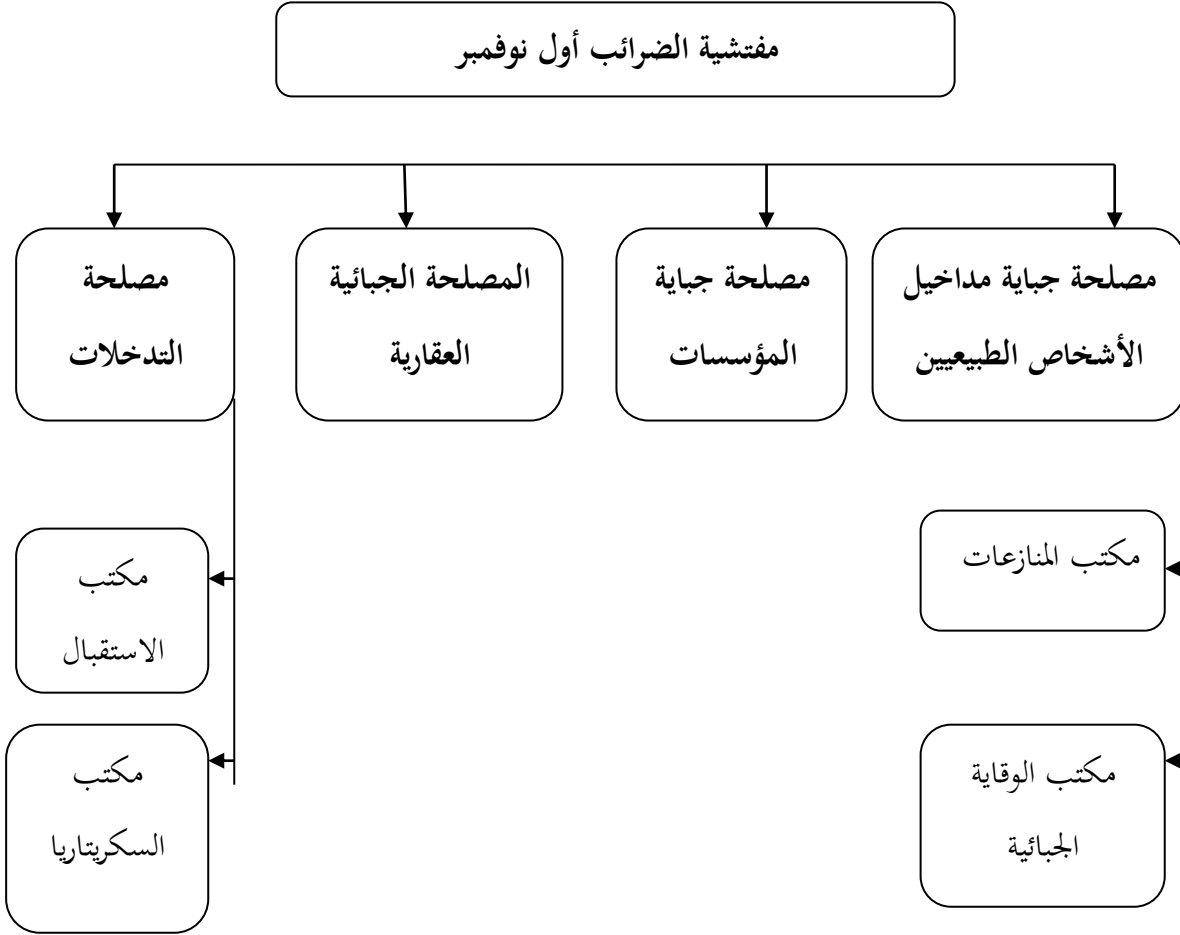 مفتشية الضرائب أول نوفمبر
مصلحة جباية مداخيل
الأشخاص الطبيعيين
مصلحة جباية
المؤسسات
المصلحة الجبائية
العقارية
مصلحة
التدخلات
مكتب المنازعات
مكتب الوقاية
الجبائية
مكتب
الاستقبال
مكتب
السكريتاريا